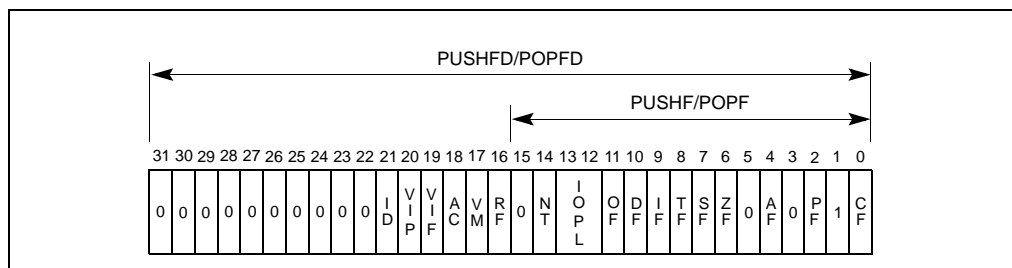 PUSHFD/POPFD
PUSHF/POPF
31 30 29 28 27 26 25 24 23 22 21 20 19 18 17 16 15 14 13 12 11 10 9 8 7 6 5 4 3 2 1 0
0 0 0 0 0 0 0 0 0 0 ID VIP VIF AC VM RF 0 NT IOPL OF DF IF TF SF ZF 0 AF 0 PF 1 CF